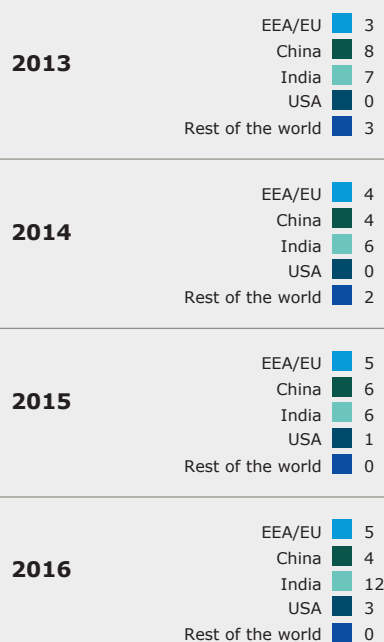 2013
EEA/EU 3
China 8
India 7
USA 0
Rest of the world 3
2014
EEA/EU 4
China 4
India 6
USA 0
Rest of the world 2
2015
EEA/EU 5
China 6
India 6
USA 1
Rest of the world 0
2016
EEA/EU 5
China 4
India 12
USA 3
Rest of the world 0